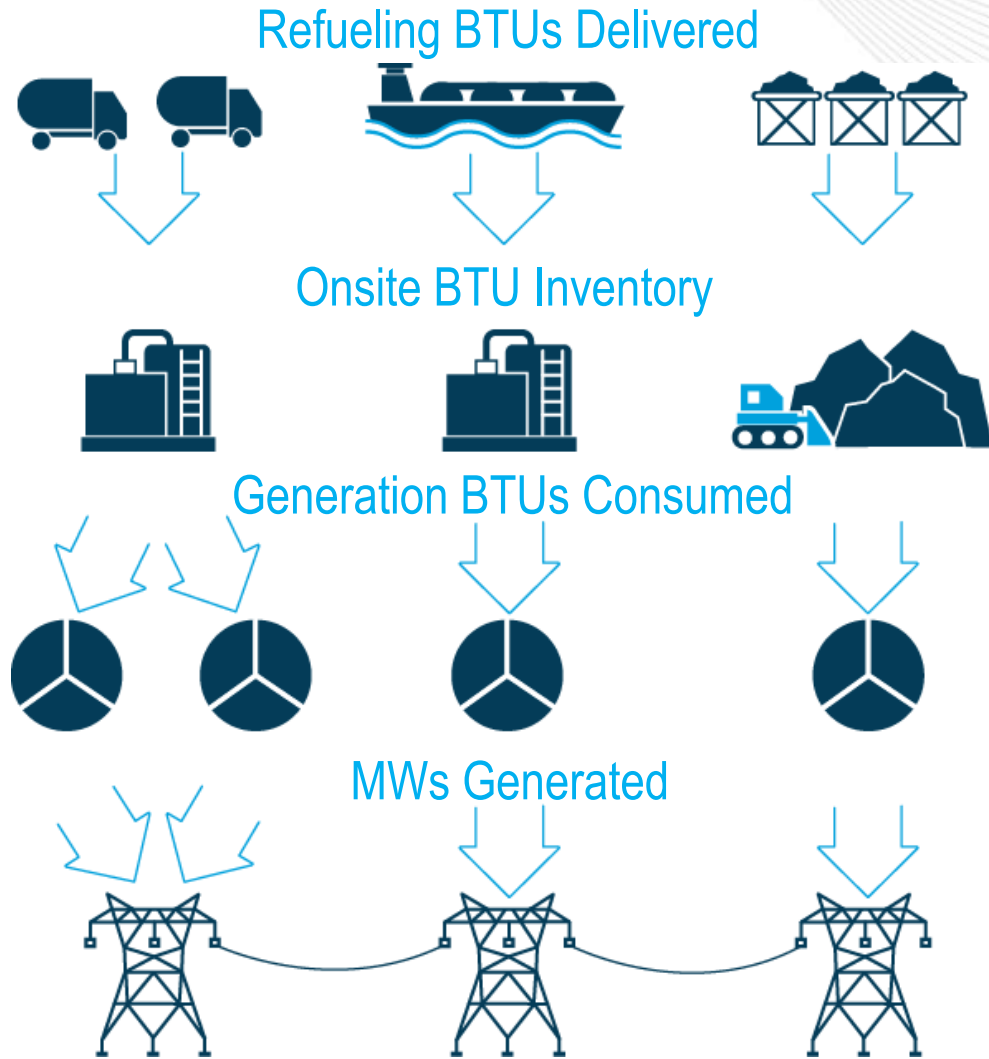 Refueling BTUs Delivered
Onsite BTU Inventory
Generation BTUs Consumed
MWs Generated